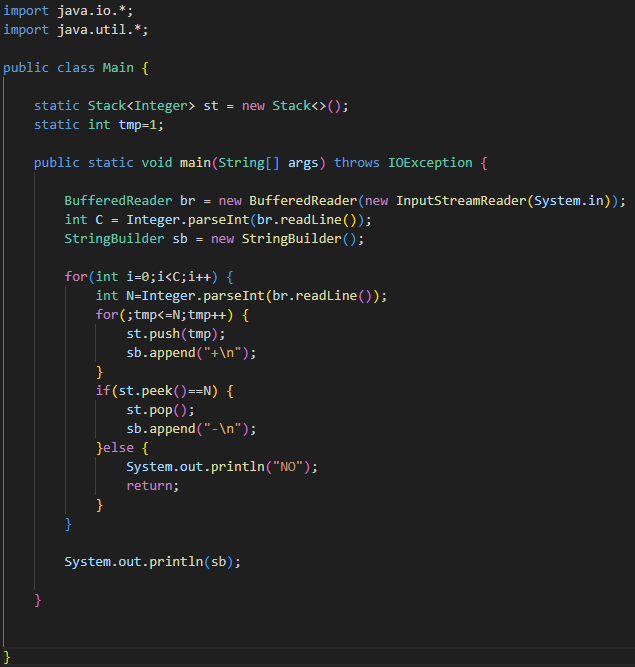 import java.io.*;
import java.util.*;

public class Main {

    static Stack<Integer> st = new Stack<>();
    static int tmp=1;

    public static void main(String[] args) throws IOException {

        BufferedReader br = new BufferedReader(new InputStreamReader(System.in));
        int C = Integer.parseInt(br.readLine());
        StringBuilder sb = new StringBuilder();

        for(int i=0;i<C;i++) {
            int N=Integer.parseInt(br.readLine());
            for(;tmp<=N;tmp++) {
                st.push(tmp);
                sb.append("+\n");
            }
            if(st.peek()==N) {
                st.pop();
                sb.append("-\n");
            }else {
                System.out.println("NO");
                return;
            }
        }

        System.out.println(sb);

    }


}